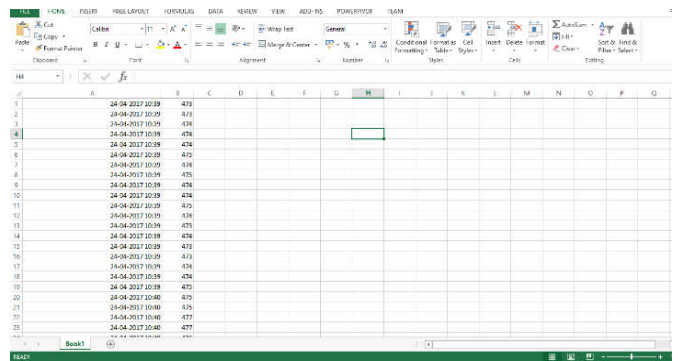 FILE HOME INSERT PAGE LAYOUT FORMULAS DATA REVIEW VIEW ADD-INS POWERPIVOT TEAM
Cut Calibri 11 A A Wrap Text General AutoSum
Copy Fill
Paste Format Painter B I U Merge & Center % Conditional Format as Cell Insert Delete Format Clear Sort & Find &
Formatting Table Styles Filter Select
Clipboard Font Alignment Number Styles Cells Editing
H4 fx
A B C D E F G H I J K L M N O P Q
1 24-04-2017 10:39 473
2 24-04-2017 10:39 473
3 24-04-2017 10:39 474
4 24-04-2017 10:39 474
5 24-04-2017 10:39 474
6 24-04-2017 10:39 475
7 24-04-2017 10:39 474
8 24-04-2017 10:39 475
9 24-04-2017 10:39 474
10 24-04-2017 10:39 474
11 24-04-2017 10:39 475
12 24-04-2017 10:39 474
13 24-04-2017 10:39 473
14 24-04-2017 10:39 474
15 24-04-2017 10:39 473
16 24-04-2017 10:39 473
17 24-04-2017 10:39 474
18 24-04-2017 10:39 474
19 24-04-2017 10:39 475
20 24-04-2017 10:40 475
21 24-04-2017 10:40 475
22 24-04-2017 10:40 477
23 24-04-2017 10:40 477
Book1
READY